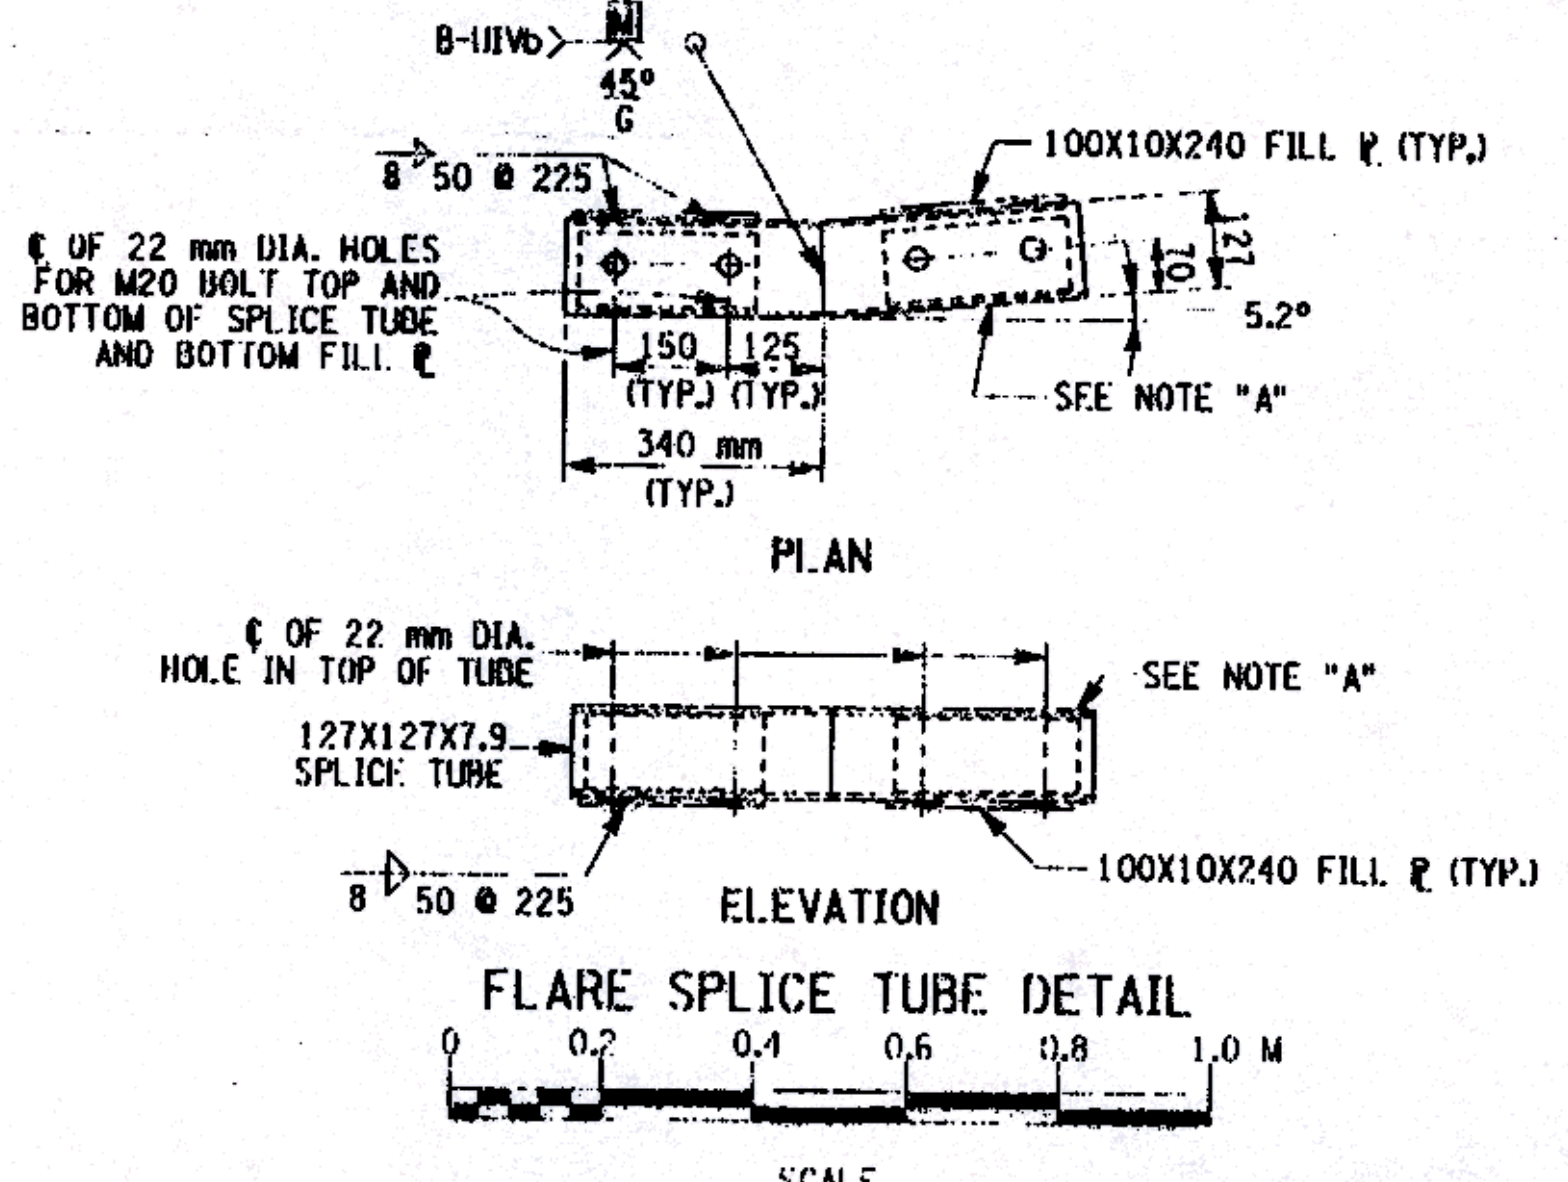 45°
G
100X10X240 FILL ⅊ (TYP.)
8 50 @ 225
℄ OF 22 mm DIA. HOLES
FOR M20 BOLT TOP AND
BOTTOM OF SPLICE TUBE
AND BOTTOM FILL ⅊
127
70
5.2°
150
125
(TYP.) (TYP.)
SEE NOTE "A"
340 mm
(TYP.)
PLAN
℄ OF 22 mm DIA.
HOLE IN TOP OF TUBE
SEE NOTE "A"
127X127X7.9
SPLICE TUBE
100X10X240 FILL ⅊ (TYP.)
8 50 @ 225
ELEVATION
FLARE SPLICE TUBE DETAIL
0 0.2 0.4 0.6 0.8 1.0 M
SCALE